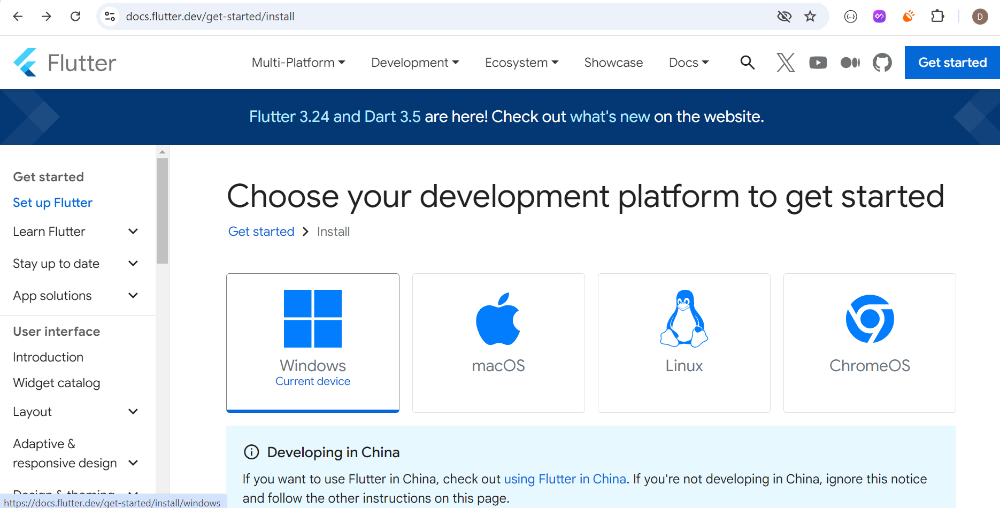 docs.flutter.dev/get-started/install
D
Flutter
Multi-Platform
Development
Ecosystem
Showcase
Docs
Get started
Flutter 3.24 and Dart 3.5 are here! Check out what's new on the website.
Get started
Set up Flutter
Learn Flutter
Stay up to date
App solutions
User interface
Introduction
Widget catalog
Layout
Adaptive &
responsive design
Design & theming
https://docs.flutter.dev/get-started/install/windows
Choose your development platform to get started
Get started
Install
Windows
Current device
macOS
Linux
ChromeOS
Developing in China
If you want to use Flutter in China, check out using Flutter in China. If you're not developing in China, ignore this notice
and follow the other instructions on this page.